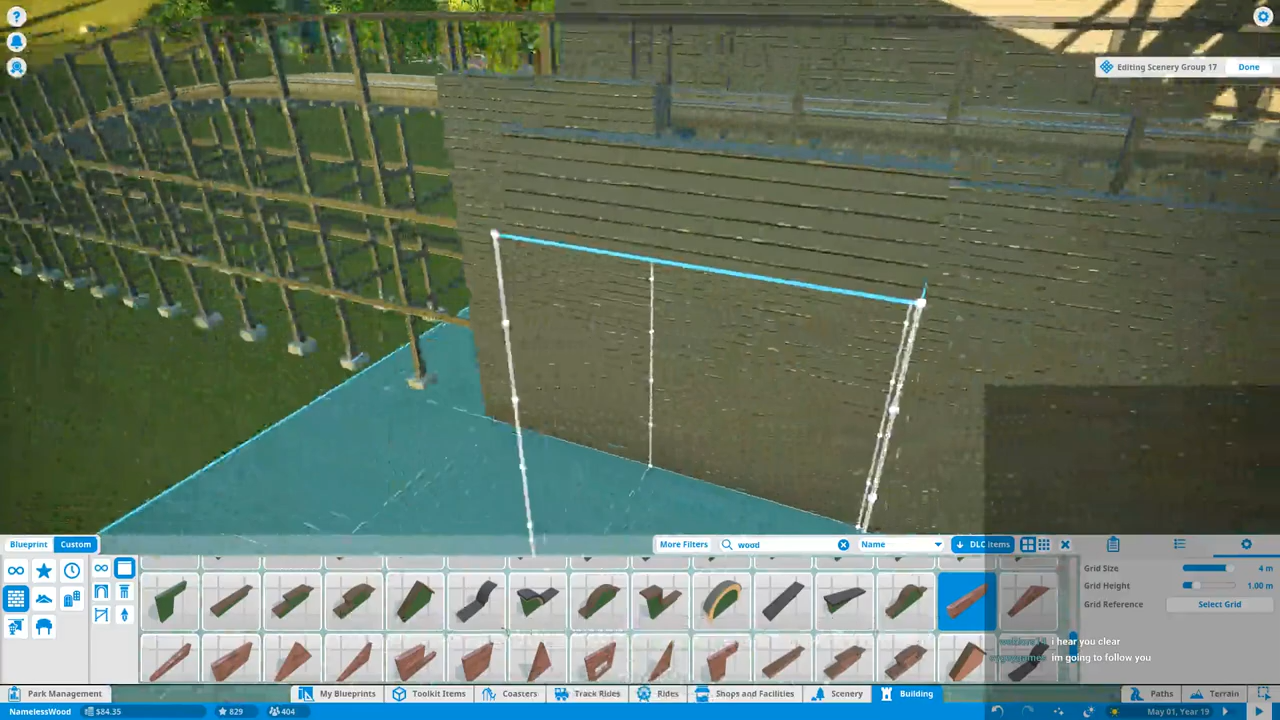 ?
Editing Scenery Group 17 Done
Blueprint Custom More Filters wood Name DLC Items
Grid Size 4 m
Grid Height 1.00 m
Grid Reference Select Grid
i hear you clear
im going to follow you
Park Management My Blueprints Toolkit Items Coasters Track Rides Rides Shops and Facilities Scenery Building Paths Terrain
NamelessWood $84.35 829 404 May 01, Year 19